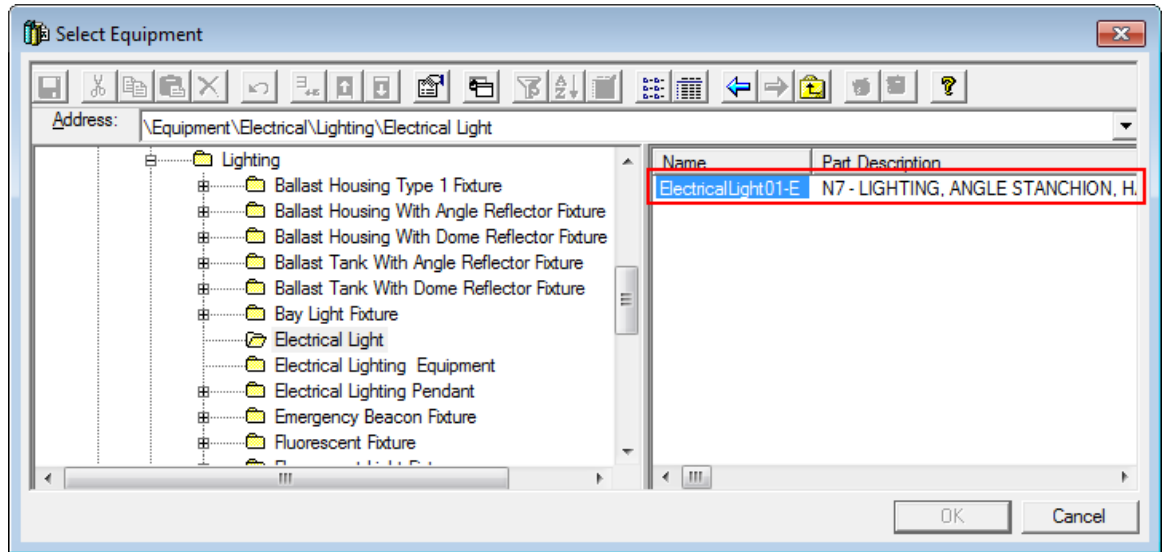 Select Equipment
Address: \Equipment\Electrical\Lighting\Electrical Light
Lighting
Ballast Housing Type 1 Fixture
Ballast Housing With Angle Reflector Fixture
Ballast Housing With Dome Reflector Fixture
Ballast Tank With Angle Reflector Fixture
Ballast Tank With Dome Reflector Fixture
Bay Light Fixture
Electrical Light
Electrical Lighting  Equipment
Electrical Lighting Pendant
Emergency Beacon Fixture
Fluorescent Fixture
Name Part Description
ElectricalLight01-E N7 - LIGHTING, ANGLE STANCHION,
OK Cancel